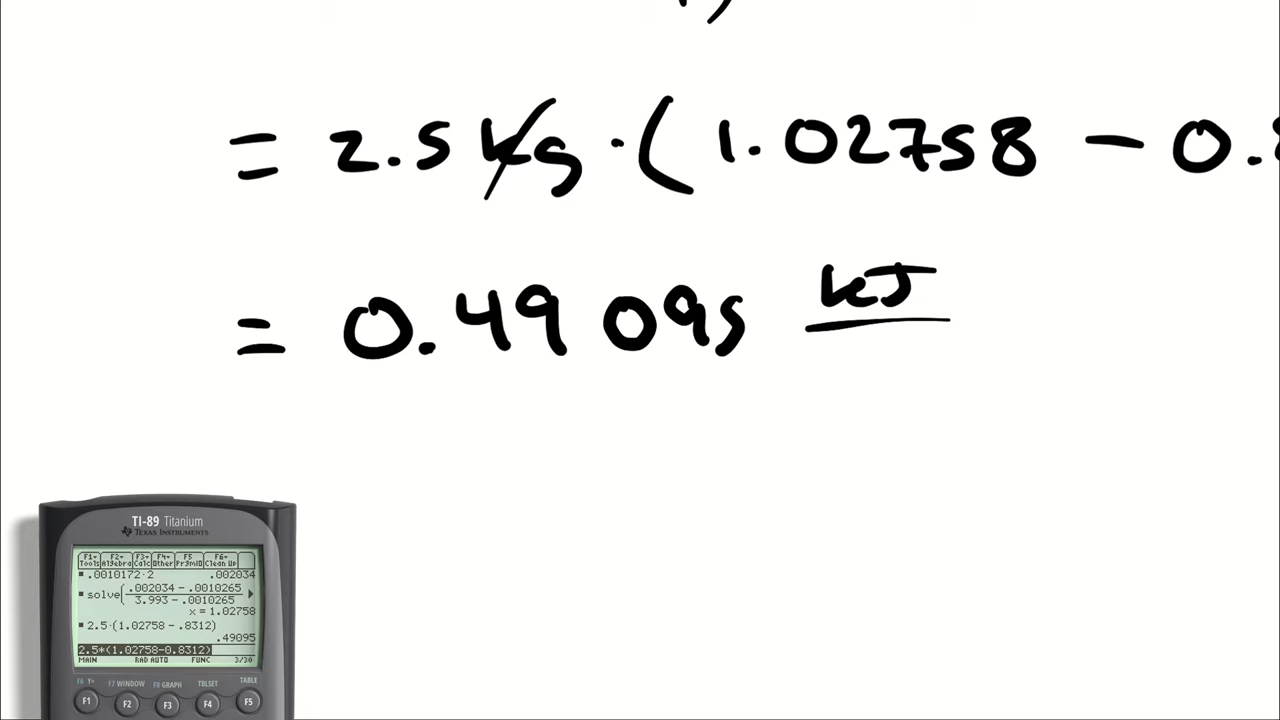 = 2.5 kg · ( 1.02758 – 0.
= 0.49095 kJ
TI-89 Titanium
TEXAS INSTRUMENTS
F1 F2 F3 F4 F5 F6
Tools Algebra Calc Other PrgmIO Clean Up
.0010172·2 .002034
solve( .002034 - .0010265
3.993 - .0010265
x = 1.02758
2.5·(1.02758 - .8312)
.49095
2.5*(1.02758-0.8312)
MAIN RAD AUTO FUNC 3/30
F6 Y= F7 WINDOW F8 GRAPH TBLSET TABLE
F1 F2 F3 F4 F5